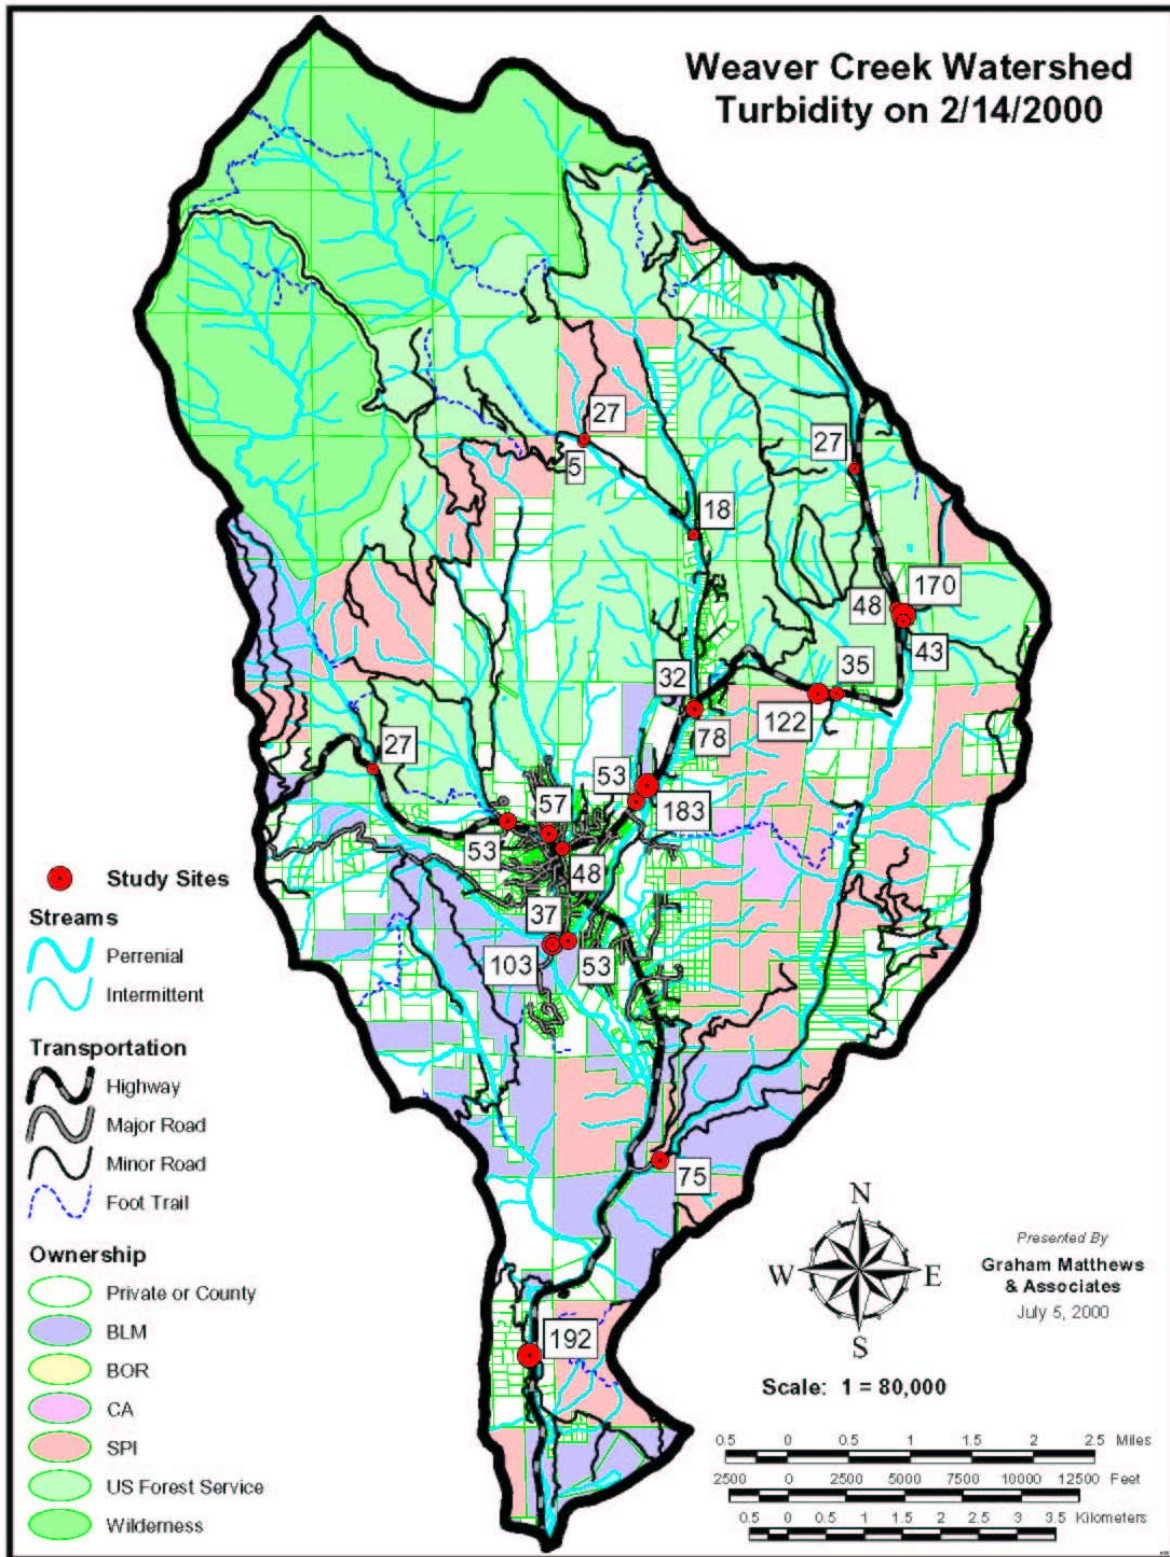 Weaver Creek Watershed
Turbidity on 2/14/2000
27
5
27
18
170
48
43
35
32
122
78
27
53
57
183
53
48
37
103
53
75
192
Study Sites
Streams
Perrenial
Intermittent
Transportation
Highway
Major Road
Minor Road
Foot Trail
Ownership
Private or County
BLM
BOR
CA
SPI
US Forest Service
Wilderness
N
W E
S
Presented By
Graham Matthews
& Associates
July 5, 2000
Scale: 1 = 80,000
0.5 0 0.5 1 1.5 2 2.5 Miles
2500 0 2500 5000 7500 10000 12500 Feet
0.5 0 0.5 1 1.5 2 2.5 3 3.5 Kilometers